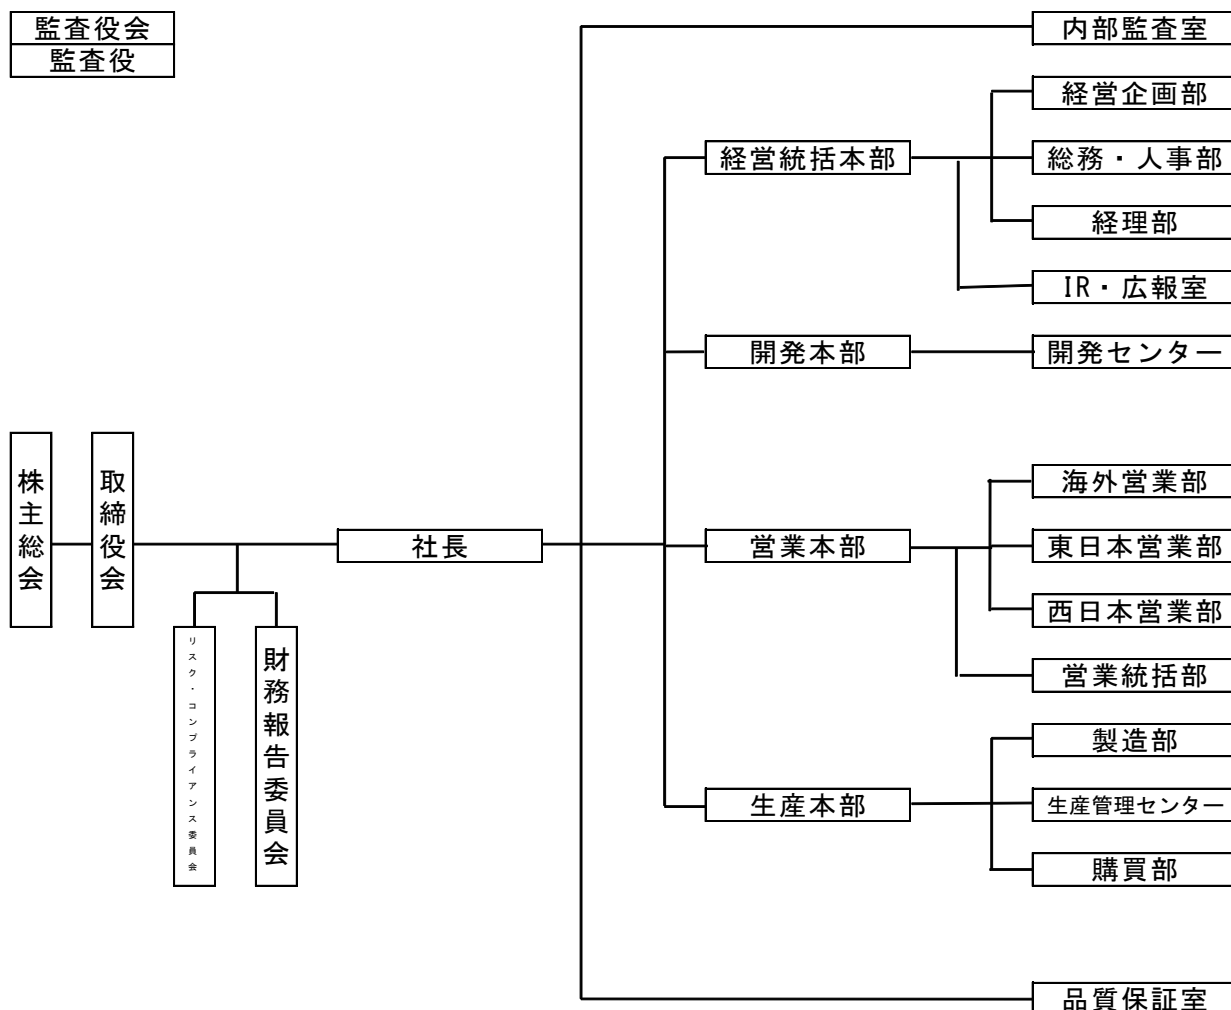 監査役会
監査役
内部監査室
経営企画部
経営統括本部
総務・人事部
経理部
IR・広報室
開発本部
開発センター
株主総会
取締役会
社長
海外営業部
営業本部
東日本営業部
西日本営業部
営業統括部
リスク・コンプライアンス委員会
財務報告委員会
製造部
生産本部
生産管理センター
購買部
品質保証室